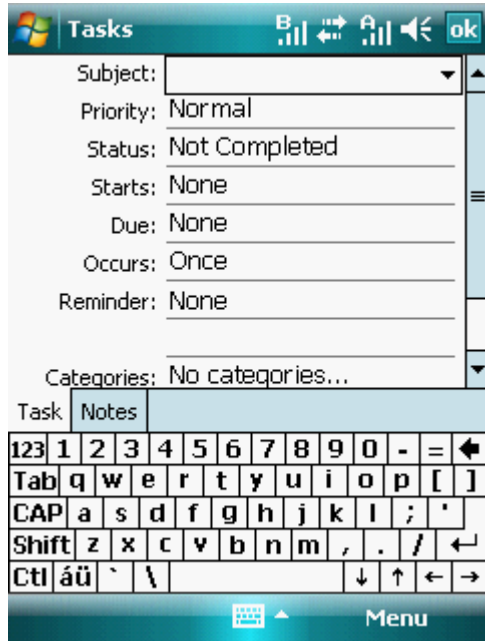 Tasks B A ok
Subject:
Priority: Normal
Status: Not Completed
Starts: None
Due: None
Occurs: Once
Reminder: None
Categories: No categories...
Task Notes
123 1 2 3 4 5 6 7 8 9 0 - =
Tab q w e r t y u i o p [ ]
CAP a s d f g h j k l ; '
Shift z x c v b n m , . /
Ctl áü ` \
Menu